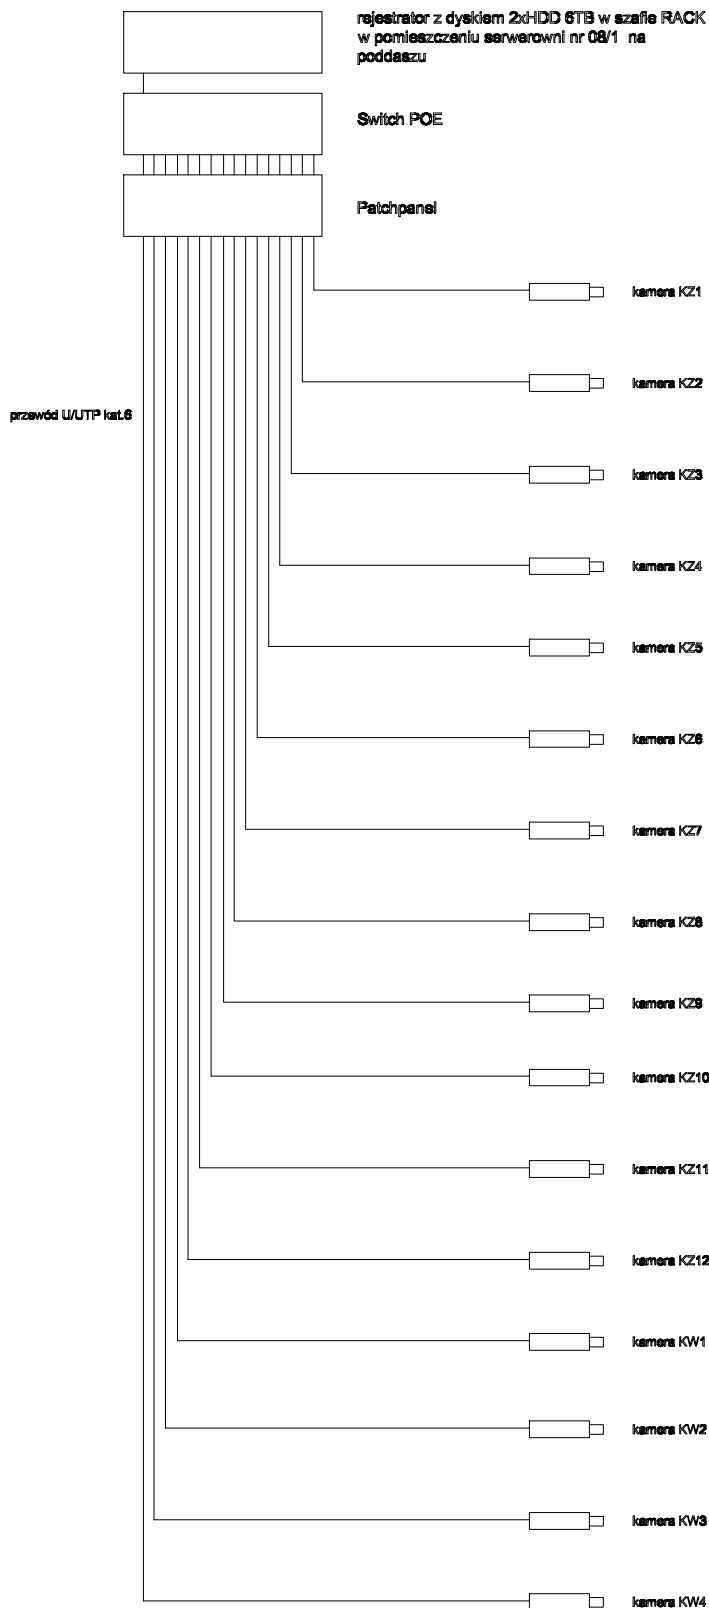 rejestrator z dyskiem 2xHDD 6TB w szafie RACK
w pomieszczeniu serwerowni nr 08/1 na
poddaszu
Switch POE
Patchpanel
kamera KZ1
kamera KZ2
przewód U/UTP kat.6
kamera KZ3
kamera KZ4
kamera KZ5
kamera KZ6
kamera KZ7
kamera KZ8
kamera KZ9
kamera KZ10
kamera KZ11
kamera KZ12
kamera KW1
kamera KW2
kamera KW3
kamera KW4